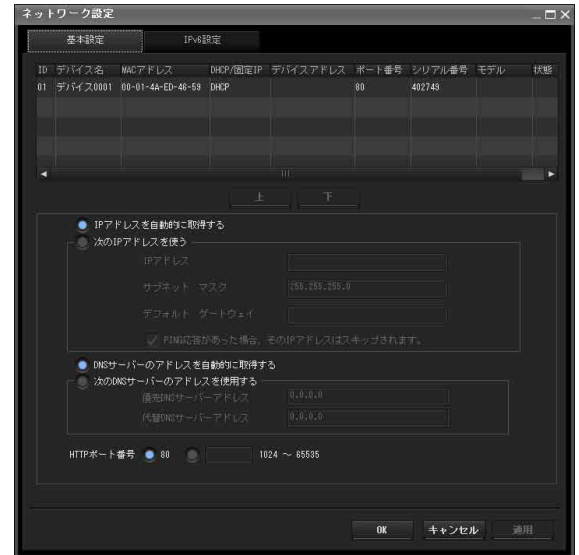 ネットワーク設定
基本設定 IPv6設定
ID デバイス名 MACアドレス DHCP/固定IP デバイスアドレス ポート番号 シリアル番号 モデル 状態
01 デバイス0001 00-01-4A-ED-46-59 DHCP 80 402749
上 下
IPアドレスを自動的に取得する
次のIPアドレスを使う
IPアドレス
サブネット マスク 255.255.255.0
デフォルト ゲートウェイ
PING応答があった場合、そのIPアドレスはスキップされます。
DNSサーバーのアドレスを自動的に取得する
次のDNSサーバーのアドレスを使用する
優先DNSサーバーアドレス 0.0.0.0
代替DNSサーバーアドレス 0.0.0.0
HTTPポート番号 80 1024 ～ 65535
OK キャンセル 適用